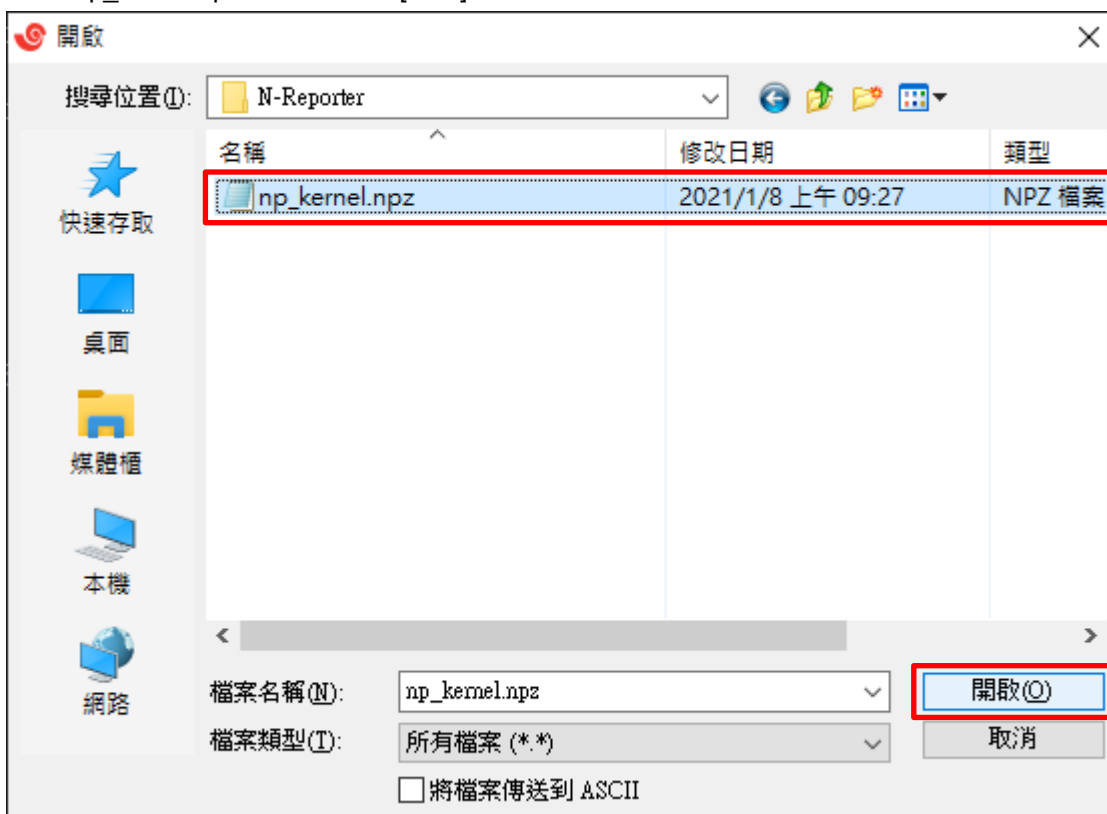 開啟
搜尋位置(I): N-Reporter
名稱 修改日期 類型
np_kernel.npz 2021/1/8 上午 09:27 NPZ 檔案
快速存取
桌面
媒體櫃
本機
網路
檔案名稱(N): np_kernel.npz 開啟(O)
檔案類型(T): 所有檔案 (*.*) 取消
將檔案傳送到 ASCII